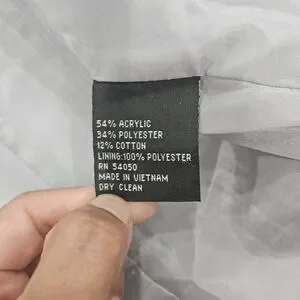 54% ACRYLIC
34% POLYESTER
12% COTTON
LINING:100% POLYESTER
RN 54050
MADE IN VIETNAM
DRY CLEAN